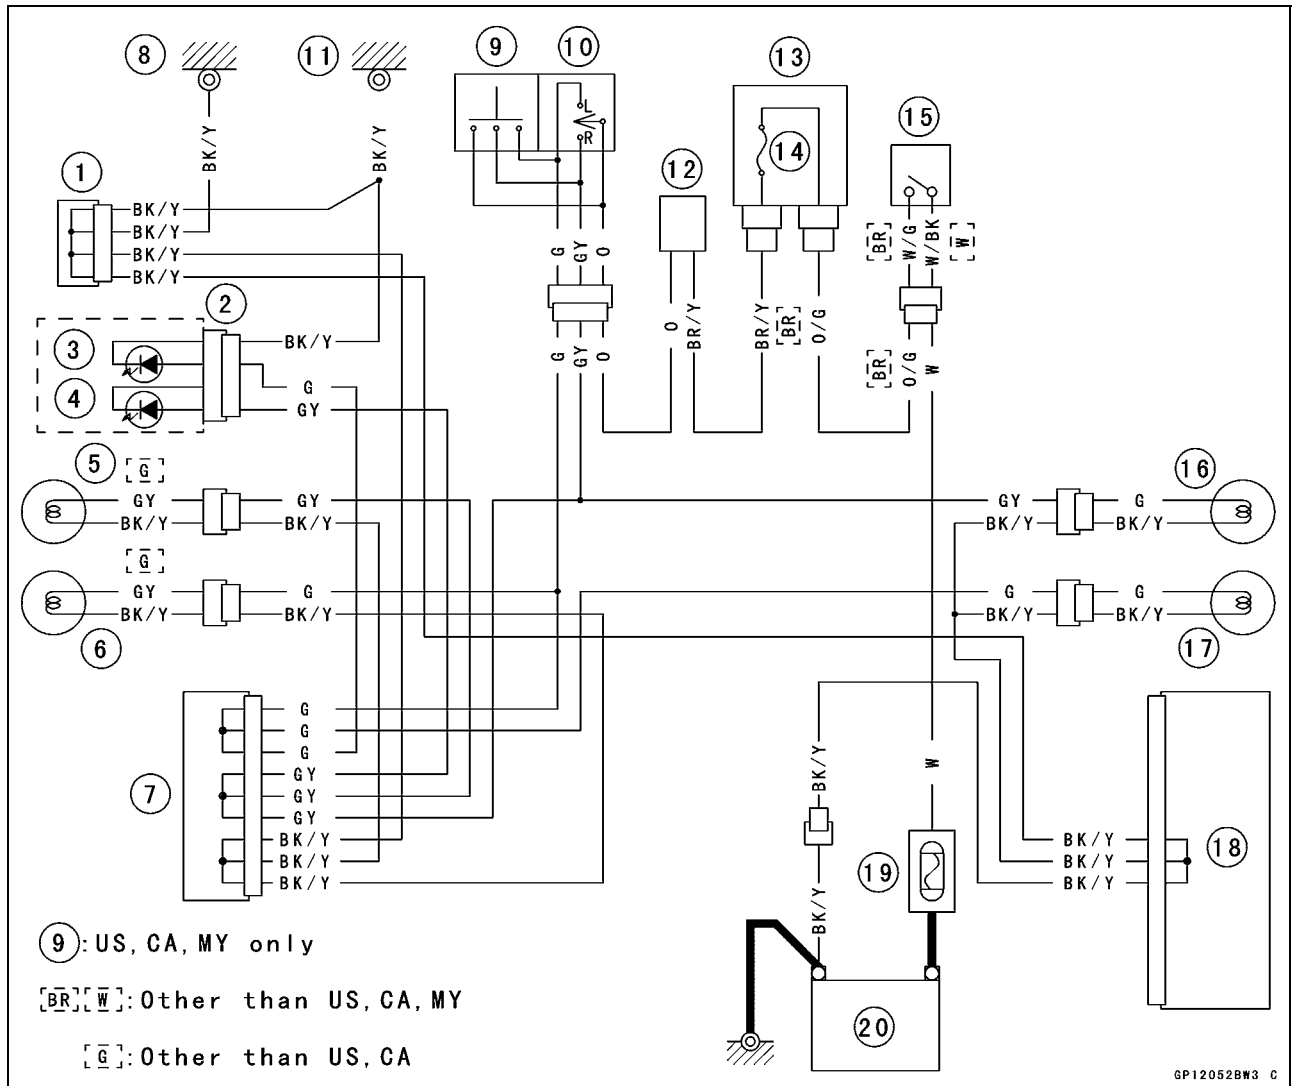 8
11
9
10
13
15
L
R
14
1
12
BK/Y
BK/Y
BK/Y
BK/Y
BK/Y
BK/Y
G
GY
O
[BR]
W/G
W/BK
[W]
2
3
4
BK/Y
G
GY
G
GY
O
O
BR/Y
BR/Y
[BR]
O/G
[BR]
O/G
W
5
[G]
GY
BK/Y
GY
BK/Y
GY
BK/Y
G
BK/Y
16
[G]
GY
BK/Y
G
BK/Y
G
BK/Y
G
BK/Y
6
17
7
G
G
G
GY
GY
GY
BK/Y
BK/Y
BK/Y
BK/Y
W
BK/Y
19
BK/Y
BK/Y
BK/Y
18
20
9:US,CA,MY only
[BR][W]:Other than US,CA,MY
[G]:Other than US,CA
GP12052BW3 C